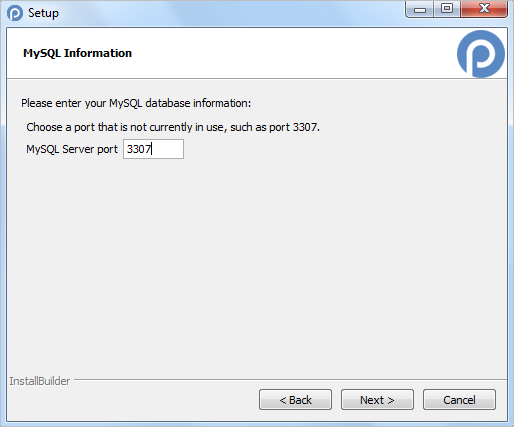 Setup
MySQL Information
Please enter your MySQL database information:
Choose a port that is not currently in use, such as port 3307.
MySQL Server port 3307
InstallBuilder
< Back Next > Cancel